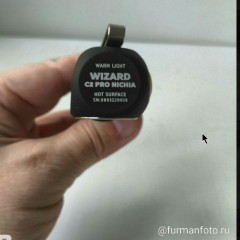 WARM LIGHT
WIZARD
C2 PRO NICHIA
HOT SURFACE
@furmanfoto.ru